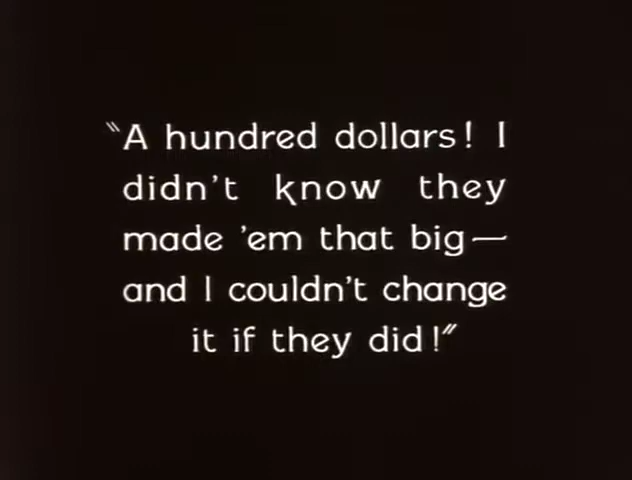 "A hundred dollars! I
didn't know they
made 'em that big—
and I couldn't change
it if they did!"